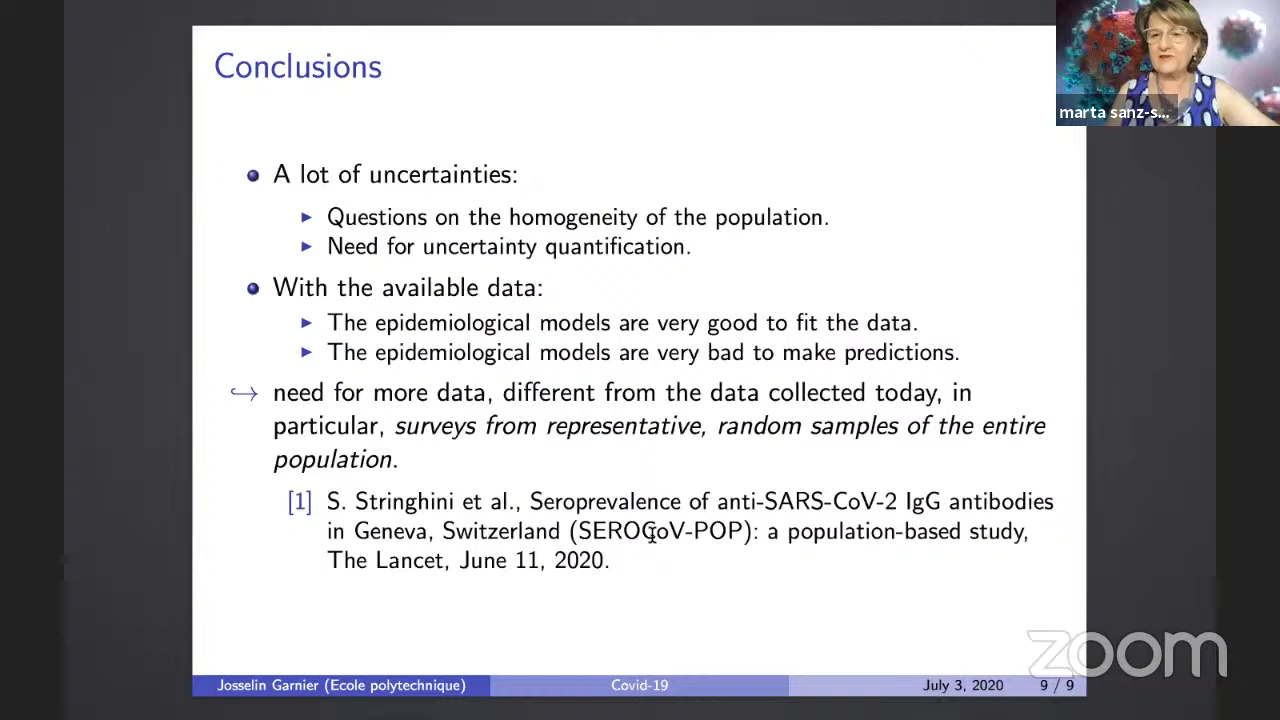 Conclusions
marta sanz-s...
A lot of uncertainties:
Questions on the homogeneity of the population.
Need for uncertainty quantification.
With the available data:
The epidemiological models are very good to fit the data.
The epidemiological models are very bad to make predictions.
↪ need for more data, different from the data collected today, in
particular, surveys from representative, random samples of the entire
population.
[1] S. Stringhini et al., Seroprevalence of anti-SARS-CoV-2 IgG antibodies
in Geneva, Switzerland (SEROCoV-POP): a population-based study,
The Lancet, June 11, 2020.
zoom
Josselin Garnier (Ecole polytechnique) Covid-19 July 3, 2020 9 / 9